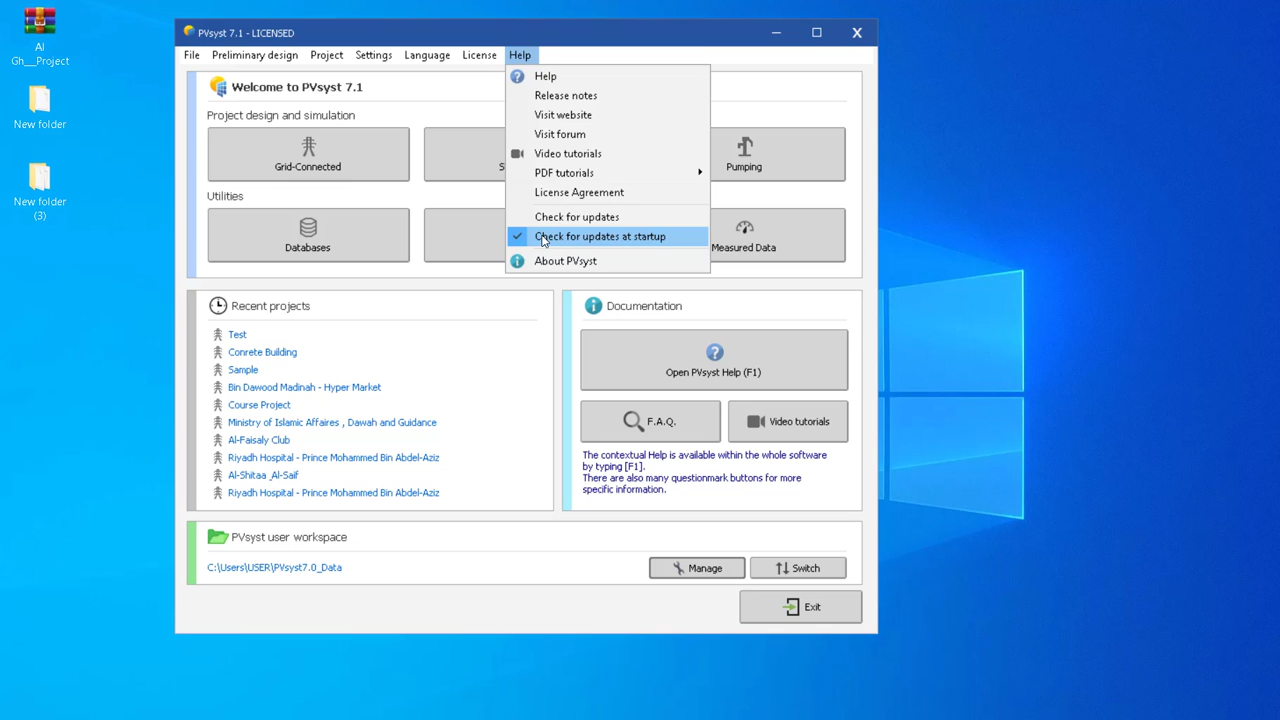 Al
Gh__Project
New folder
New folder
(3)
PVsyst 7.1 - LICENSED
File Preliminary design Project Settings Language License Help
Welcome to PVsyst 7.1
Project design and simulation
Grid-Connected
Pumping
Utilities
Databases
Measured Data
Help
Release notes
Visit website
Visit forum
Video tutorials
PDF tutorials
License Agreement
Check for updates
Check for updates at startup
About PVsyst
Recent projects
Test
Conrete Building
Sample
Bin Dawood Madinah - Hyper Market
Course Project
Ministry of Islamic Affaires , Dawah and Guidance
Al-Faisaly Club
Riyadh Hospital - Prince Mohammed Bin Abdel-Aziz
Al-Shitaa ,Al-Saif
Riyadh Hospital - Prince Mohammed Bin Abdel-Aziz
Documentation
Open PVsyst Help (F1)
F.A.Q.
Video tutorials
The contextual Help is available within the whole software
by typing [F1].
There are also many questionmark buttons for more
specific information.
PVsyst user workspace
C:\Users\USER\PVsyst7.0_Data
Manage
Switch
Exit